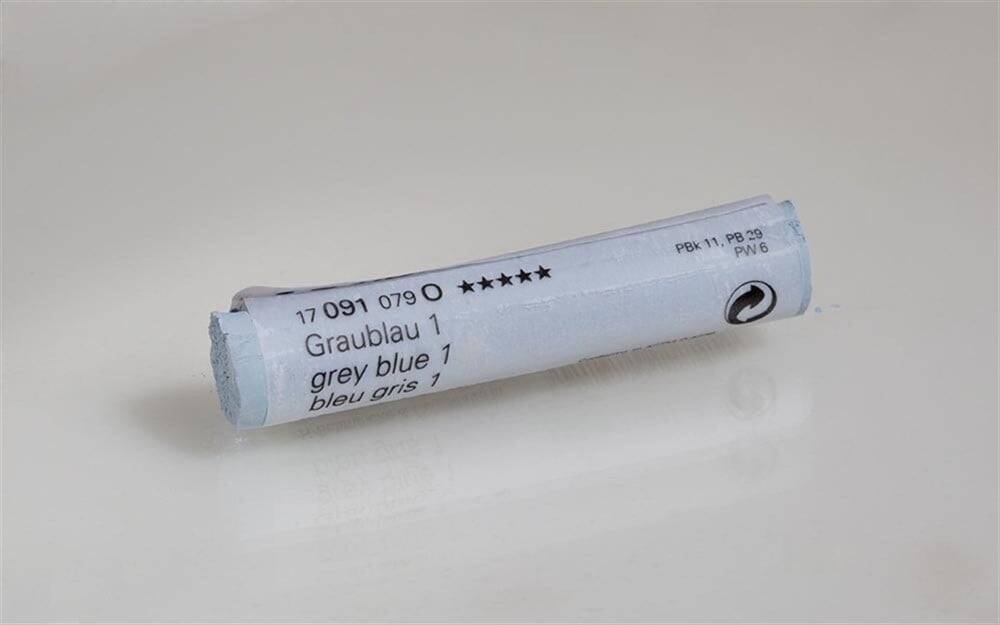 17 091 079 O ★★★★★
Graublau 1
grey blue 1
bleu gris 1
PBk 11, PB 29
PW 6